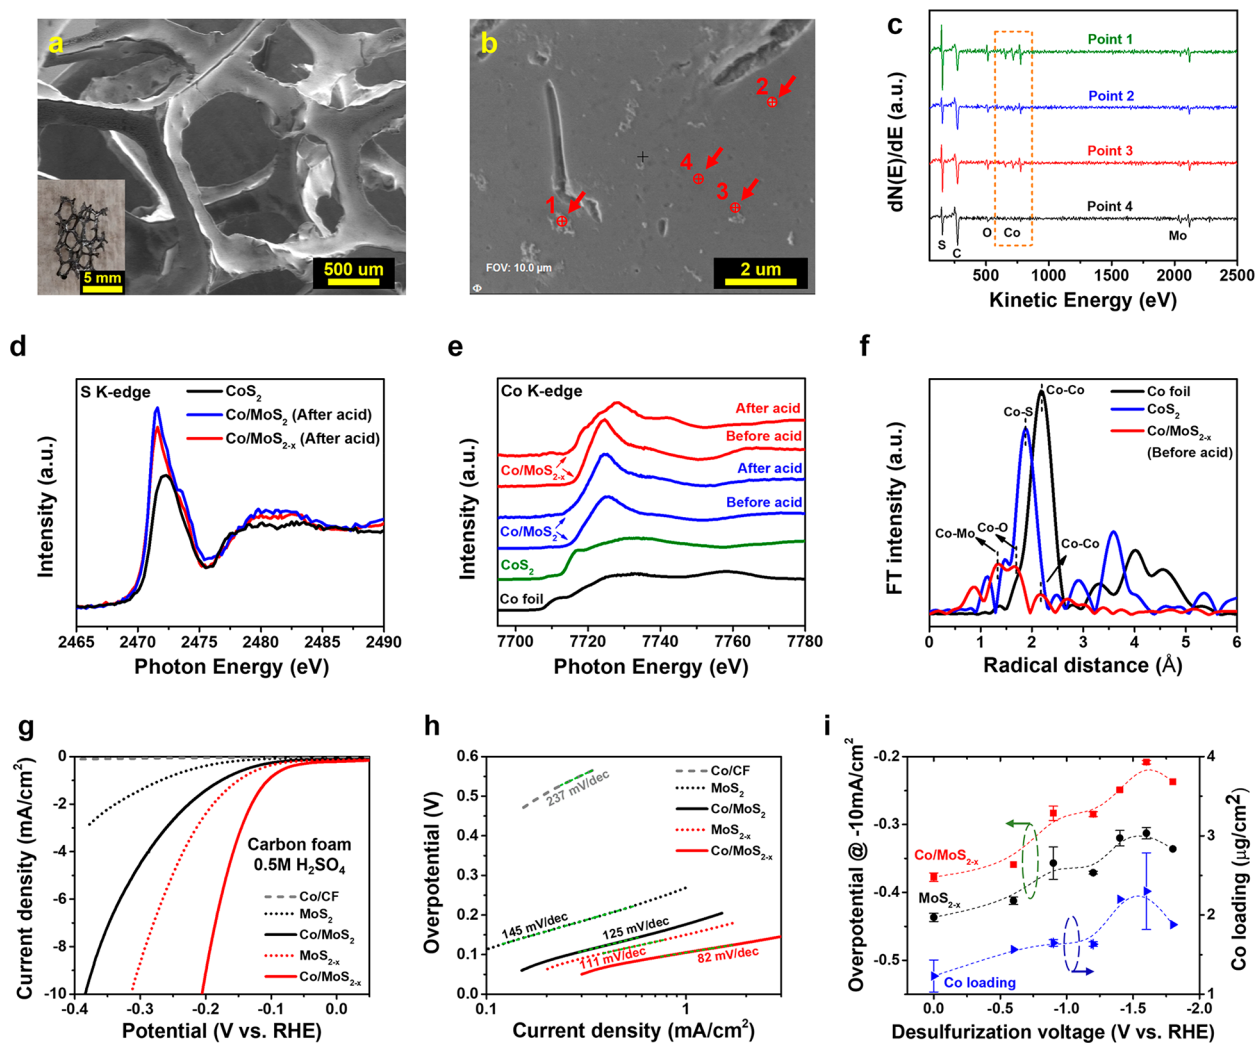 a
5 mm
500 um
b
1
2
3
4
FOV: 10.0 µm
Φ
2 um
c
dN(E)/dE (a.u.)
Point 1
Point 2
Point 3
Point 4
S
C
O
Co
Mo
500 1000 1500 2000 2500
Kinetic Energy (eV)
d
S K-edge
CoS2
Co/MoS2 (After acid)
Co/MoS2-x (After acid)
Intensity (a.u.)
2465 2470 2475 2480 2485 2490
Photon Energy (eV)
e
Co K-edge
After acid
Before acid
Co/MoS2-x
After acid
Before acid
Co/MoS2
CoS2
Co foil
Intensity (a.u.)
7700 7720 7740 7760 7780
Photon Energy (eV)
f
Co foil
CoS2
Co/MoS2-x
(Before acid)
Co-Co
Co-S
Co-O
Co-Mo
Co-Co
FT intensity (a.u.)
0 1 2 3 4 5 6
Radical distance (Å)
g
Current density (mA/cm2)
0
-2
-4
-6
-8
-10
Carbon foam
0.5M H2SO4
Co/CF
MoS2
Co/MoS2
MoS2-x
Co/MoS2-x
-0.4 -0.3 -0.2 -0.1 0.0
Potential (V vs. RHE)
h
Overpotential (V)
0.6
0.5
0.4
0.3
0.2
0.1
0.0
237 mV/dec
Co/CF
MoS2
Co/MoS2
MoS2-x
Co/MoS2-x
145 mV/dec
125 mV/dec
111 mV/dec
82 mV/dec
0.1 1
Current density (mA/cm2)
i
Overpotential @ -10mA/cm2
-0.2
-0.3
-0.4
-0.5
Co/MoS2-x
MoS2-x
Co loading
4
3
2
1
Co loading (µg/cm2)
0.0 -0.5 -1.0 -1.5 -2.0
Desulfurization voltage (V vs. RHE)